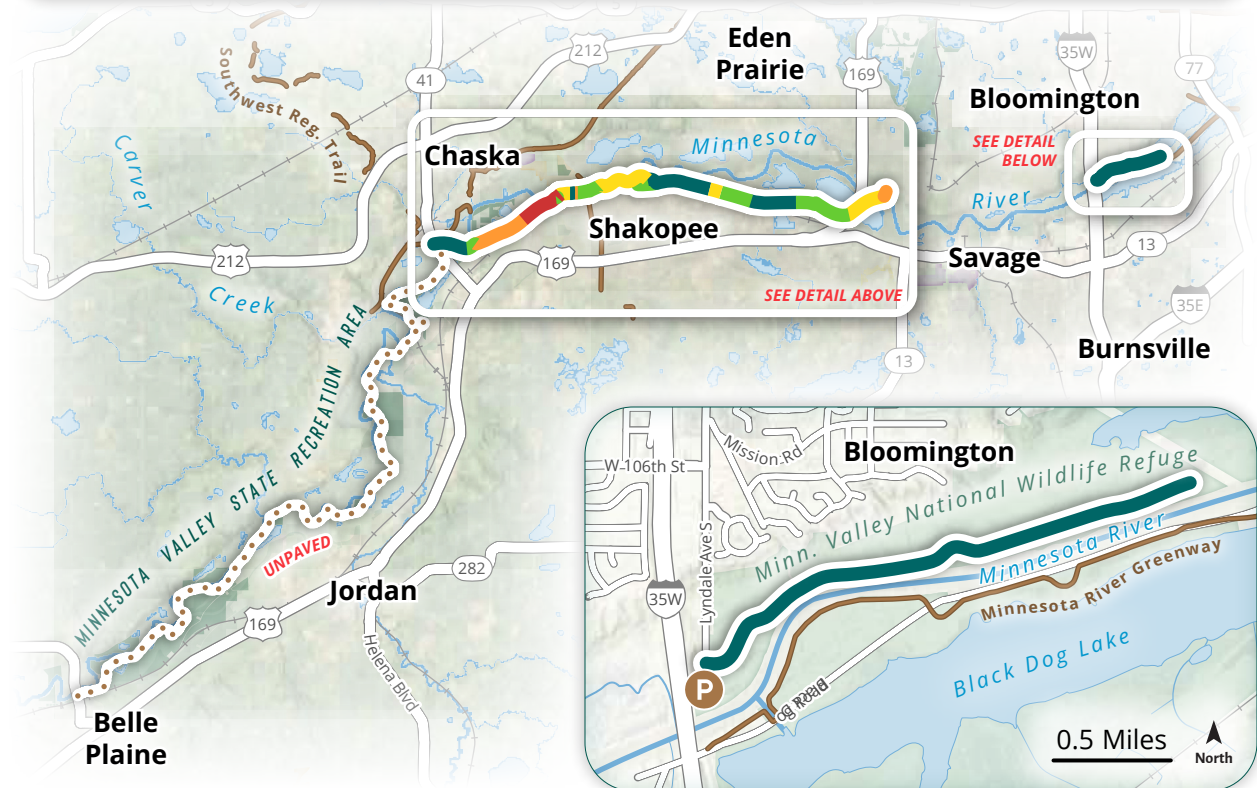 Southwest Reg. Trail
212
41
Eden
Prairie
169
35W
77
Bloomington
SEE DETAIL
BELOW
Carver
Creek
Chaska
Minnesota
River
Shakopee
212
169
Savage
13
SEE DETAIL ABOVE
35E
Burnsville
13
MINNESOTA VALLEY STATE RECREATION AREA
UNPAVED
Jordan
282
169
Helena Blvd
Belle
Plaine
Bloomington
Mission Rd
W 106th St
Minn. Valley National Wildlife Refuge
Lyndale Ave S
35W
Minnesota River
Minnesota River Greenway
Black Dog Lake
P
0.5 Miles
North